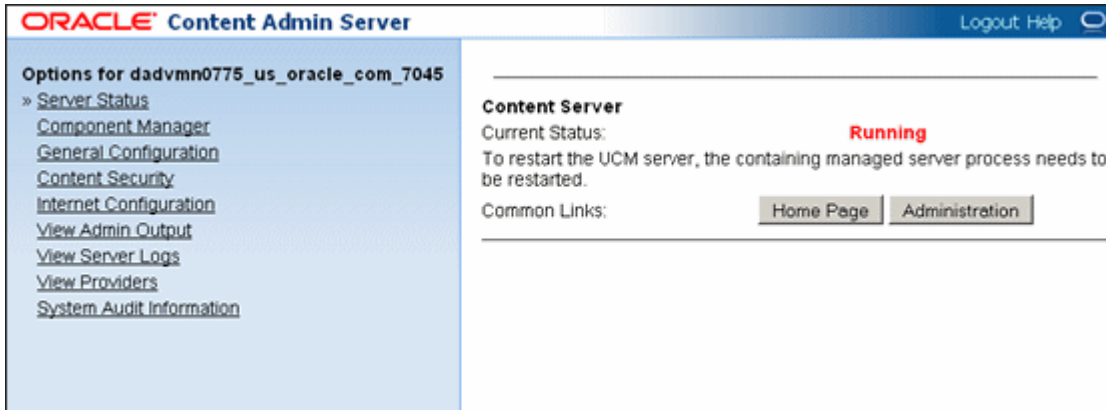 ORACLE Content Admin Server
Logout Help
Options for dadvmn0775_us_oracle_com_7045
» Server Status
Component Manager
General Configuration
Content Security
Internet Configuration
View Admin Output
View Server Logs
View Providers
System Audit Information
Content Server
Current Status: Running
To restart the UCM server, the containing managed server process needs to
be restarted.
Common Links: Home Page Administration